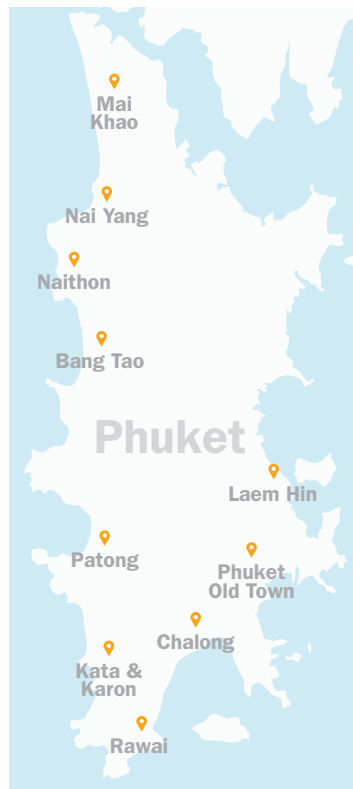 Mai
Khao
Nai Yang
Naithon
Bang Tao
Phuket
Laem Hin
Patong
Phuket
Old Town
Chalong
Kata &
Karon
Rawai